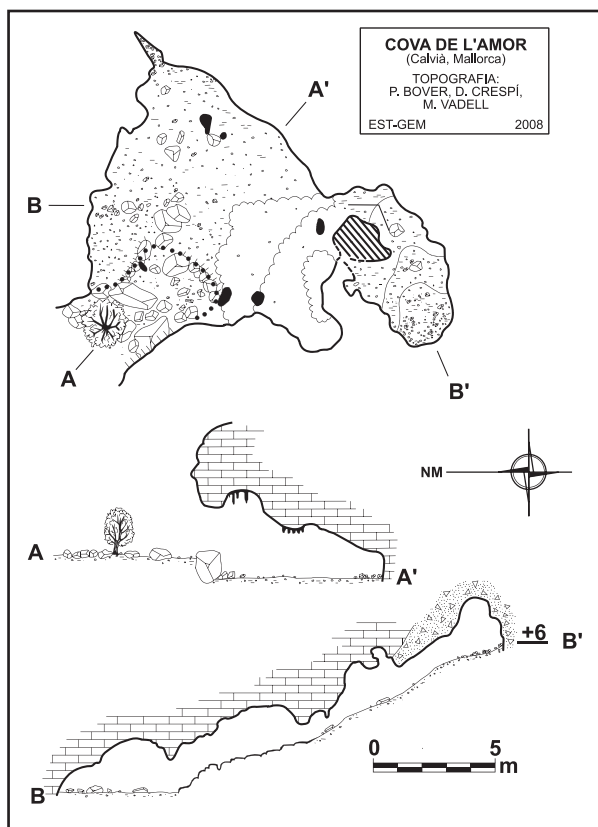 COVA DE L'AMOR
(Calvià, Mallorca)
TOPOGRAFIA:
P. BOVER, D. CRESPÍ,
M. VADELL
EST-GEM 2008
A'
B
A
B'
NM
A
A'
+6
B'
B
0 5
m